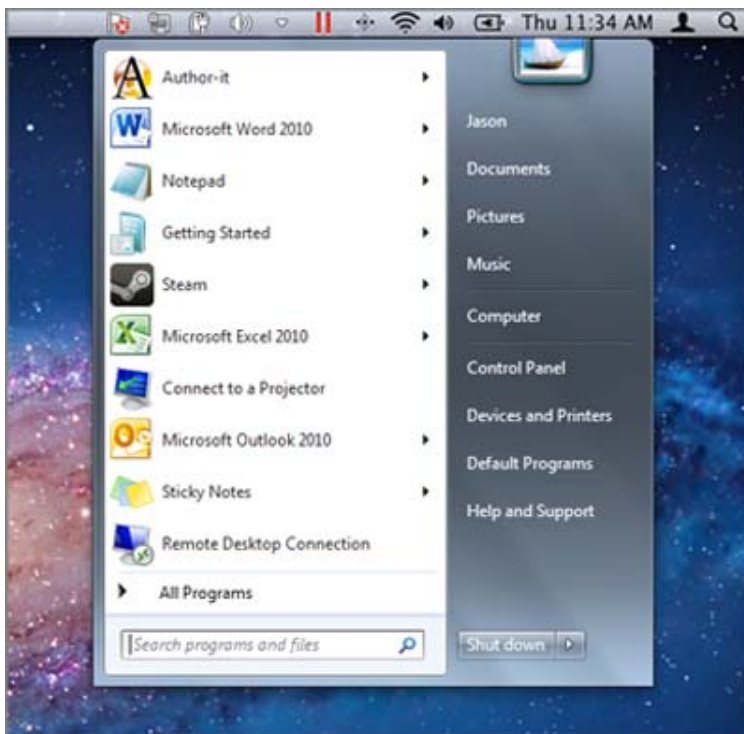 Thu 11:34 AM
Author-it
Microsoft Word 2010
Notepad
Getting Started
Steam
Microsoft Excel 2010
Connect to a Projector
Microsoft Outlook 2010
Sticky Notes
Remote Desktop Connection
All Programs
Search programs and files
Jason
Documents
Pictures
Music
Computer
Control Panel
Devices and Printers
Default Programs
Help and Support
Shut down